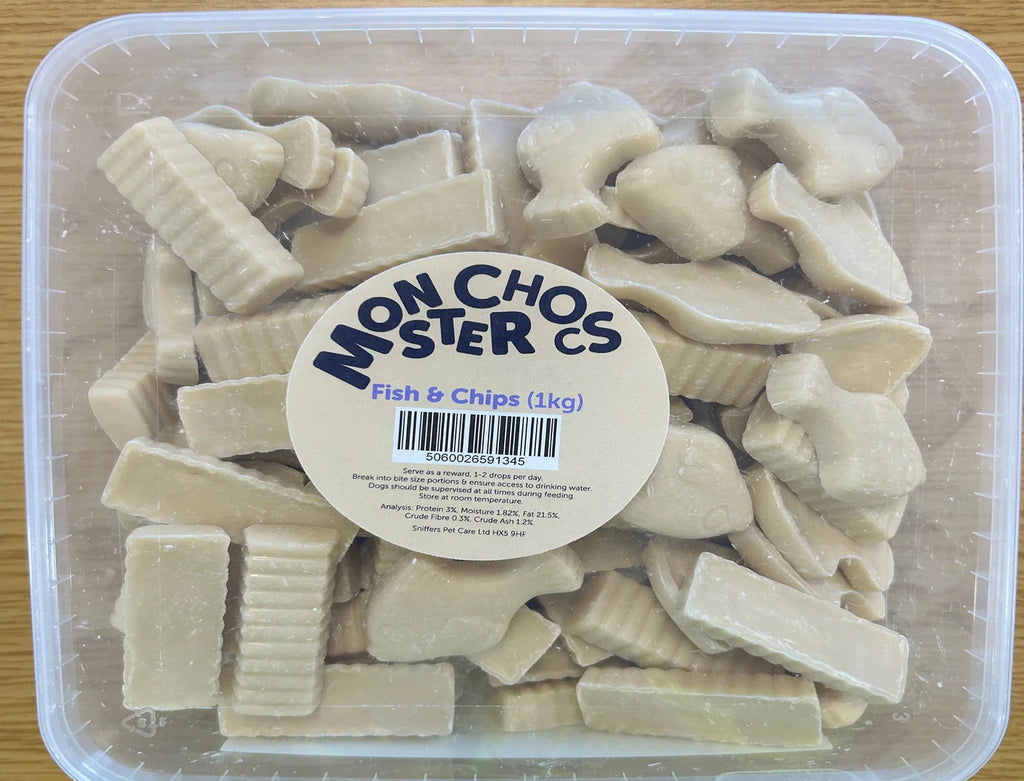 MON CHOCS
STER
Fish & Chips (1kg)
5060026591345
Serve as a reward, 1-2 drops per day.
Break into bite size portions & ensure access to drinking water.
Dogs should be supervised at all times during feeding.
Store at room temperature.
Analysis: Protein 3%, Moisture 1.82%, Fat 21.5%,
Crude Fibre 0.3%, Crude Ash 1.2%.
Sniffers Pet Care Ltd HX5 9HF